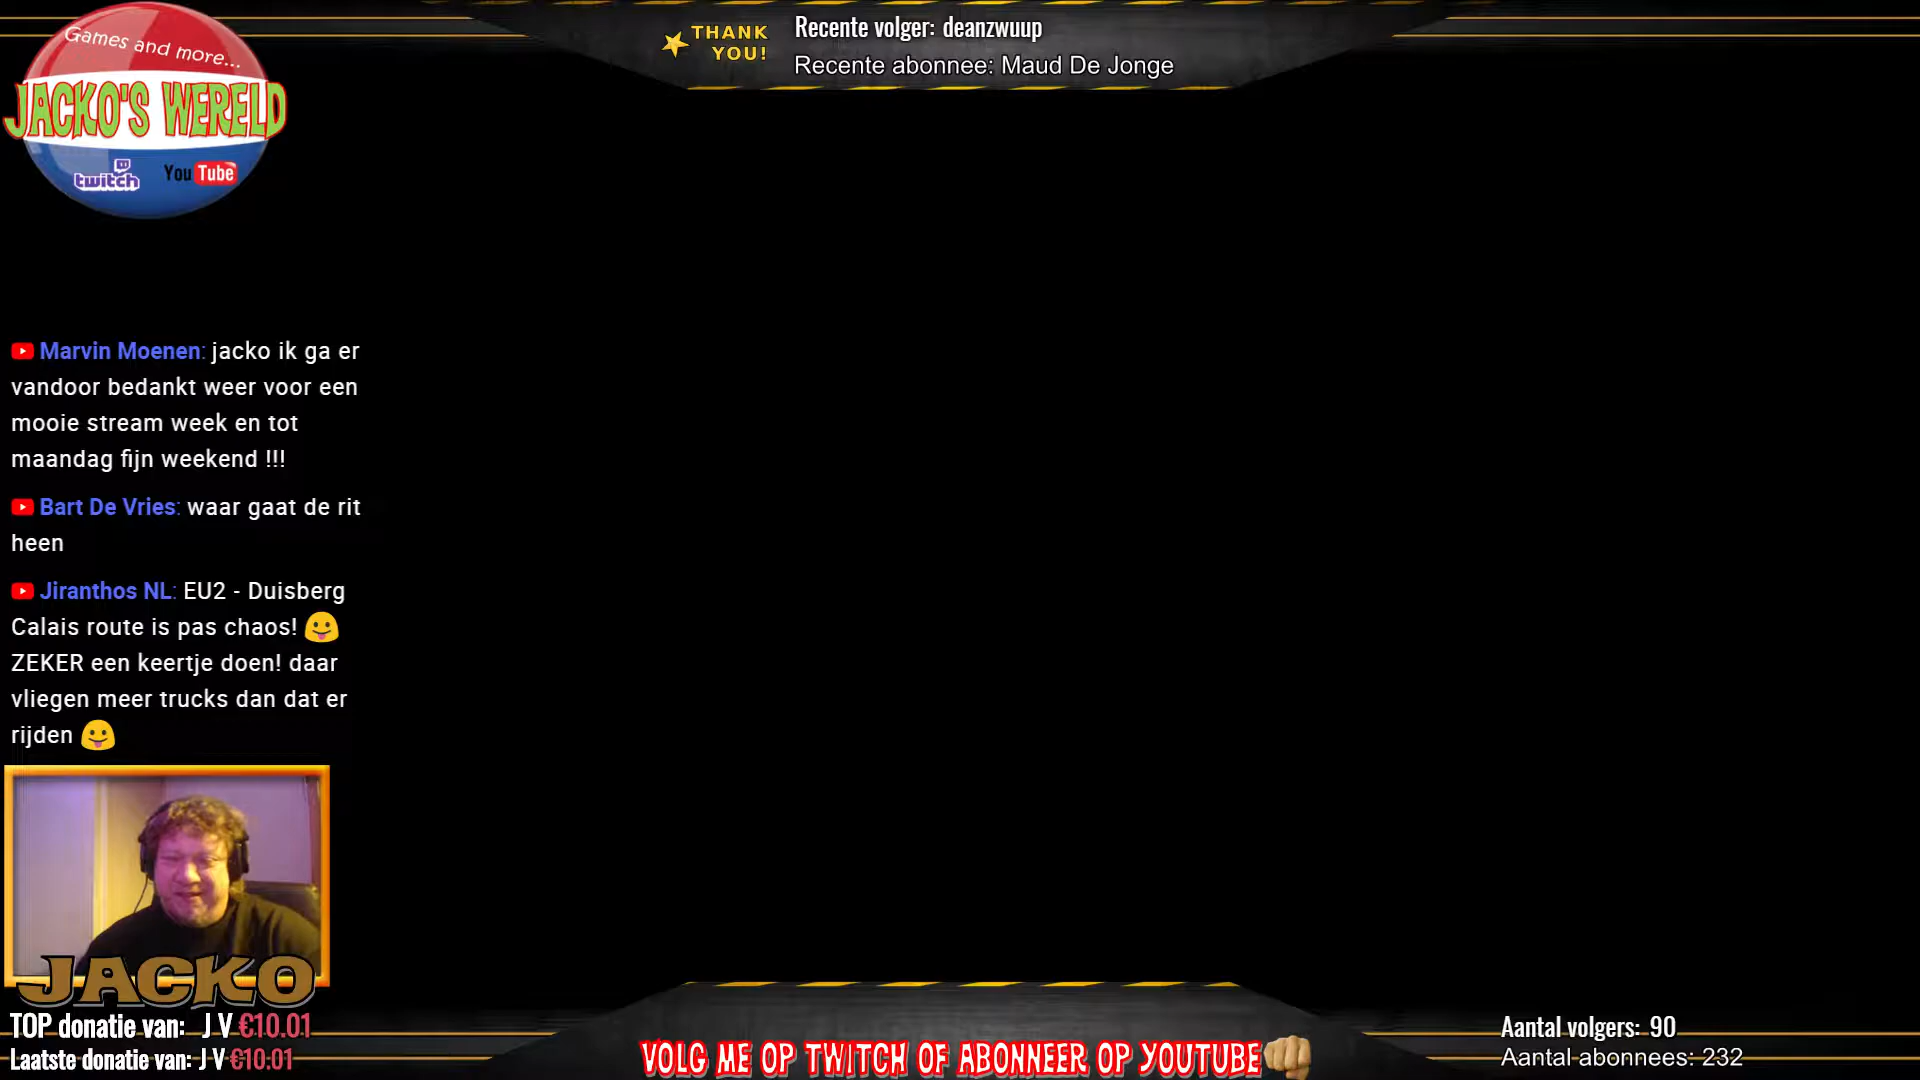 Games and more...
JACKO'S WERELD
twitch YouTube
THANK YOU!
Recente volger: deanzwuup
Recente abonnee: Maud De Jonge
Marvin Moenen: jacko ik ga er
vandoor bedankt weer voor een
mooie stream week en tot
maandag fijn weekend !!!
Bart De Vries: waar gaat de rit
heen
Jiranthos NL: EU2 - Duisberg
Calais route is pas chaos! 😛
ZEKER een keertje doen! daar
vliegen meer trucks dan dat er
rijden 😛
JACKO
TOP donatie van: J V €10.01
Laatste donatie van: J V €10.01
VOLG ME OP TWITCH OF ABONNEER OP YOUTUBE
Aantal volgers: 90
Aantal abonnees: 232